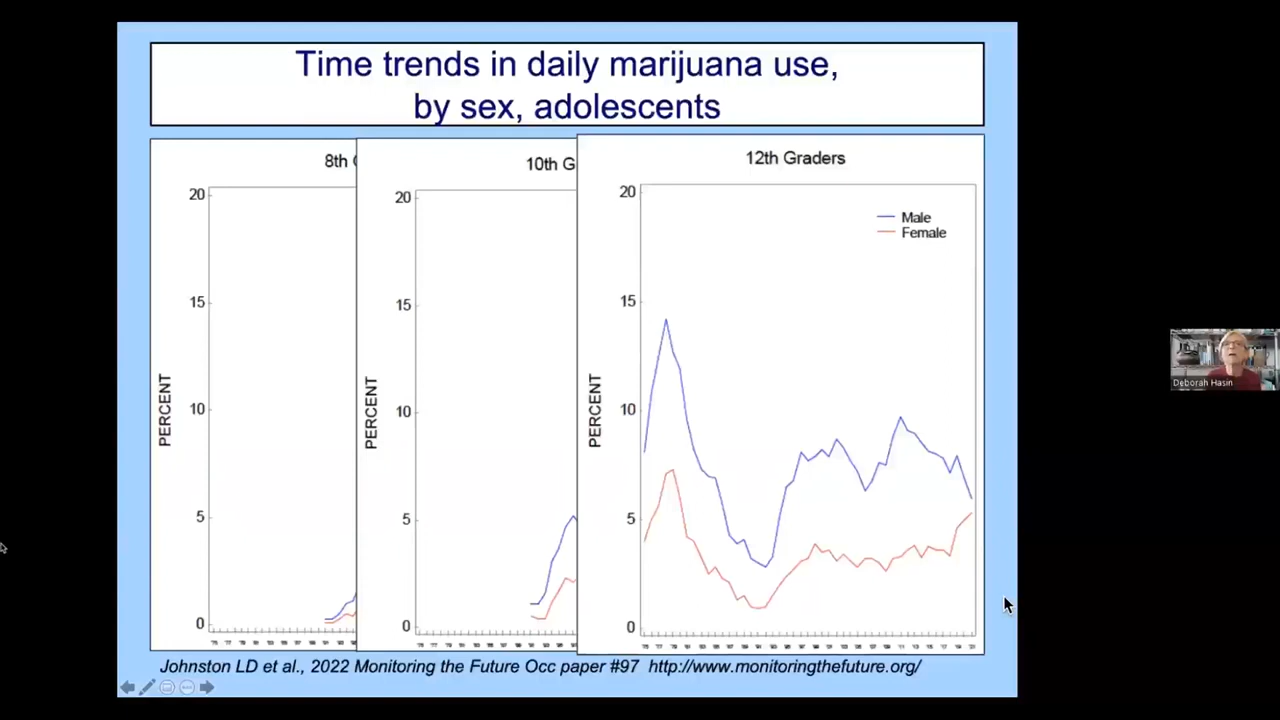 Time trends in daily marijuana use,
by sex, adolescents
8th
20
15
10
5
0
PERCENT
10th G
20
15
10
5
0
PERCENT
12th Graders
20
15
10
5
0
PERCENT
Male
Female
Johnston LD et al., 2022 Monitoring the Future Occ paper #97 http://www.monitoringthefuture.org/
Deborah Hasin